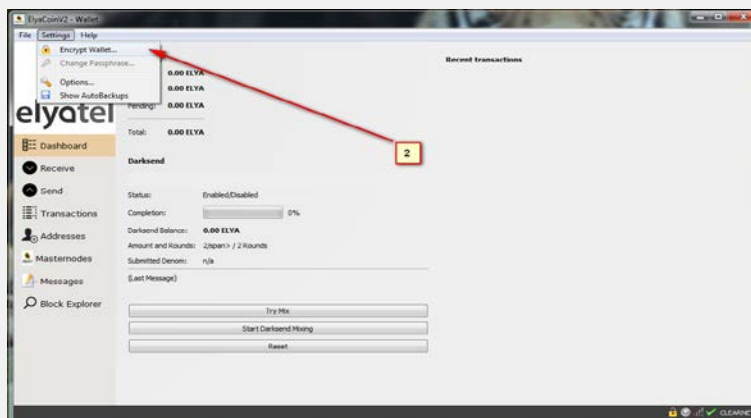 ElyaCoinV2 - Wallet
File Settings Help
Encrypt Wallet...
Change Passphrase...
Options...
Show AutoBackups
Recent transactions
0.00 ELYA
0.00 ELYA
Pending: 0.00 ELYA
elyatel
Total: 0.00 ELYA
2
Dashboard
Darksend
Receive
Send
Status: Enabled/Disabled
Transactions
Completion: 0%
Addresses
Darksend Balance: 0.00 ELYA
Amount and Rounds: 2/span> / 2 Rounds
Masternodes
Submitted Denom: n/a
Messages
(Last Message)
Block Explorer
Try Mix
Start Darksend Mixing
Reset